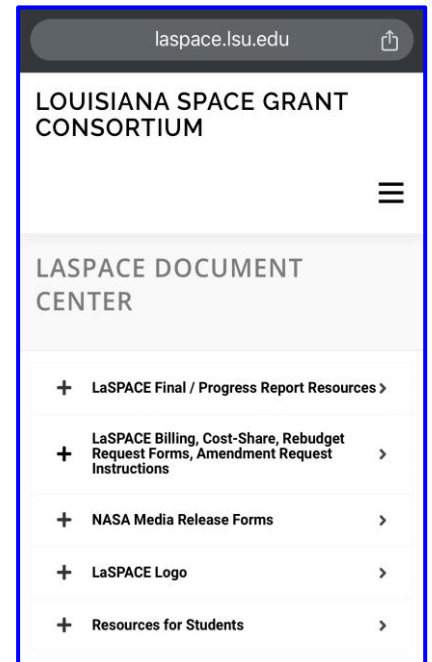 laspace.lsu.edu
LOUISIANA SPACE GRANT
CONSORTIUM
LASPACE DOCUMENT
CENTER
LaSPACE Final / Progress Report Resources
LaSPACE Billing, Cost-Share, Rebudget
Request Forms, Amendment Request
Instructions
NASA Media Release Forms
LaSPACE Logo
Resources for Students